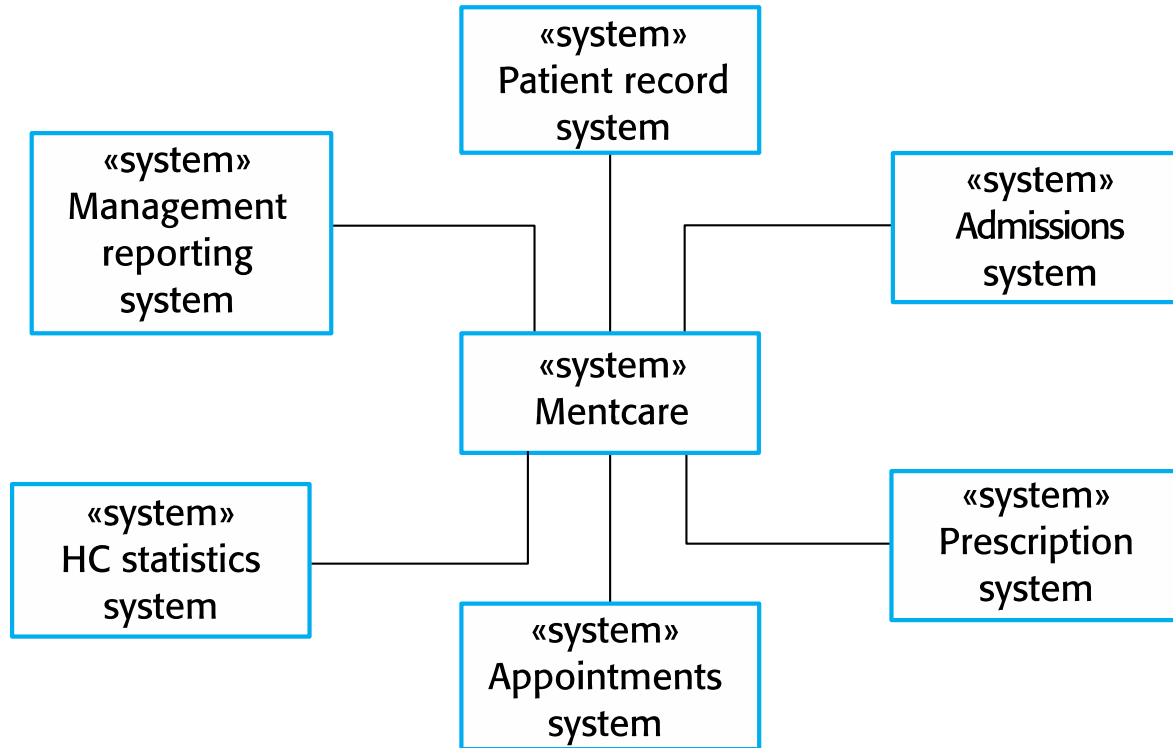 «system»
Patient record
system
«system»
Management
reporting
system
«system»
Admissions
system
«system»
Mentcare
«system»
HC statistics
system
«system»
Prescription
system
«system»
Appointments
system